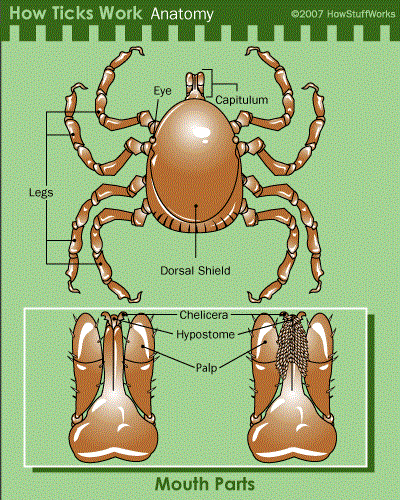 How Ticks Work Anatomy
©2007 HowStuffWorks
Eye
Capitulum
Legs
Dorsal Shield
Chelicera
Hypostome
Palp
Mouth Parts